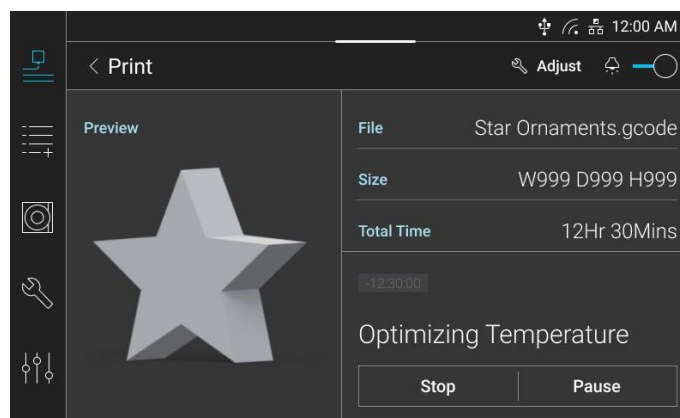 12:00 AM
< Print
Adjust
Preview
File Star Ornaments.gcode
Size W999 D999 H999
Total Time 12Hr 30Mins
-12:30:00
Optimizing Temperature
Stop Pause